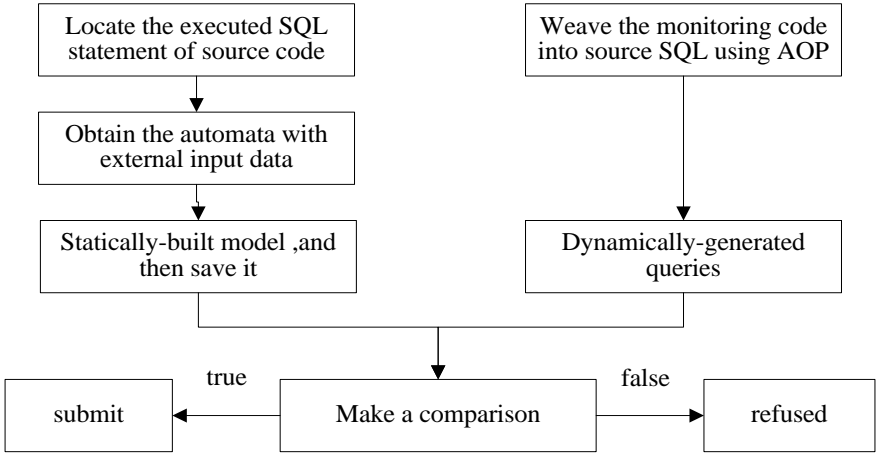 Locate the executed SQL
statement of source code
Weave the monitoring code
into source SQL using AOP
Obtain the automata with
external input data
Statically-built model ,and
then save it
Dynamically-generated
queries
true
false
submit
Make a comparison
refused